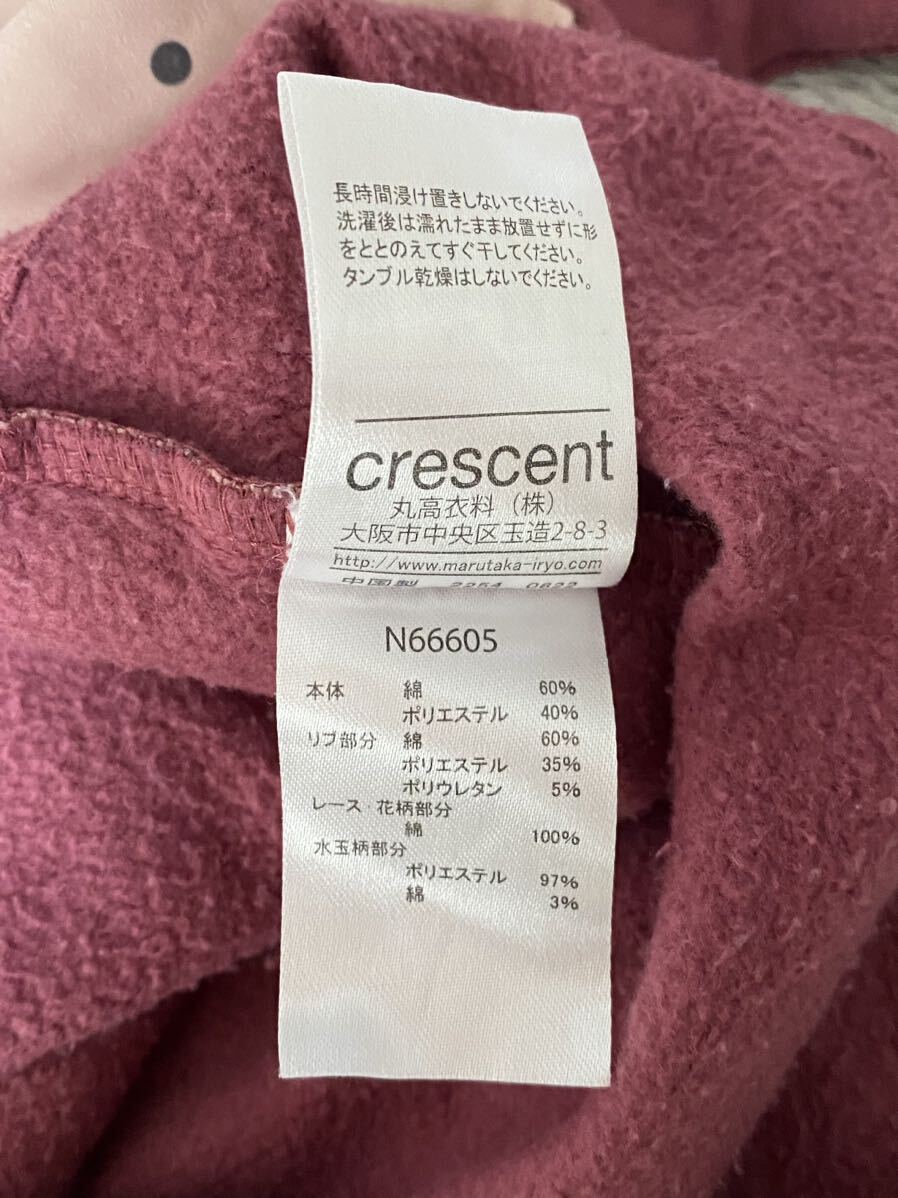 長時間浸け置きしないでください。
洗濯後は濡れたまま放置せずに形
をととのえてすぐ干してください。
タンブル乾燥はしないでください。
crescent
丸高衣料（株）
大阪市中央区玉造2-8-3
http://www.marutaka-iryo.com
中国製 2254 0622
N66605
本体 綿 60%
ポリエステル 40%
リブ部分 綿 60%
ポリエステル 35%
ポリウレタン 5%
レース・花柄部分
綿 100%
水玉柄部分
ポリエステル 97%
綿 3%